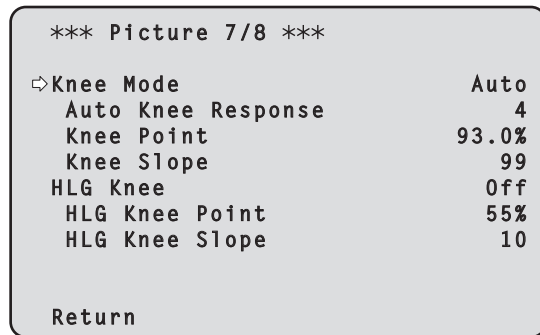 *** Picture 7/8 ***
⇨Knee Mode Auto
Auto Knee Response 4
Knee Point 93.0%
Knee Slope 99
HLG Knee Off
HLG Knee Point 55%
HLG Knee Slope 10
Return